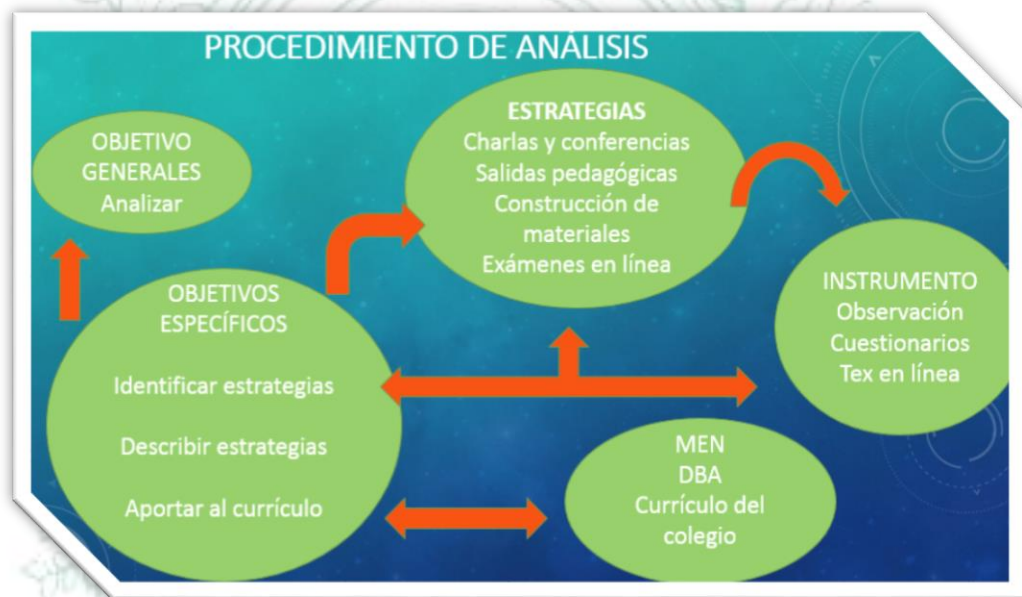 PROCEDIMIENTO DE ANÁLISIS
OBJETIVO
GENERALES
Analizar
ESTRATEGIAS
Charlas y conferencias
Salidas pedagógicas
Construcción de
materiales
Exámenes en línea
OBJETIVOS
ESPECÍFICOS
Identificar estrategias
Describir estrategias
Aportar al currículo
INSTRUMENTO
Observación
Cuestionarios
Tex en línea
MEN
DBA
Currículo del
colegio